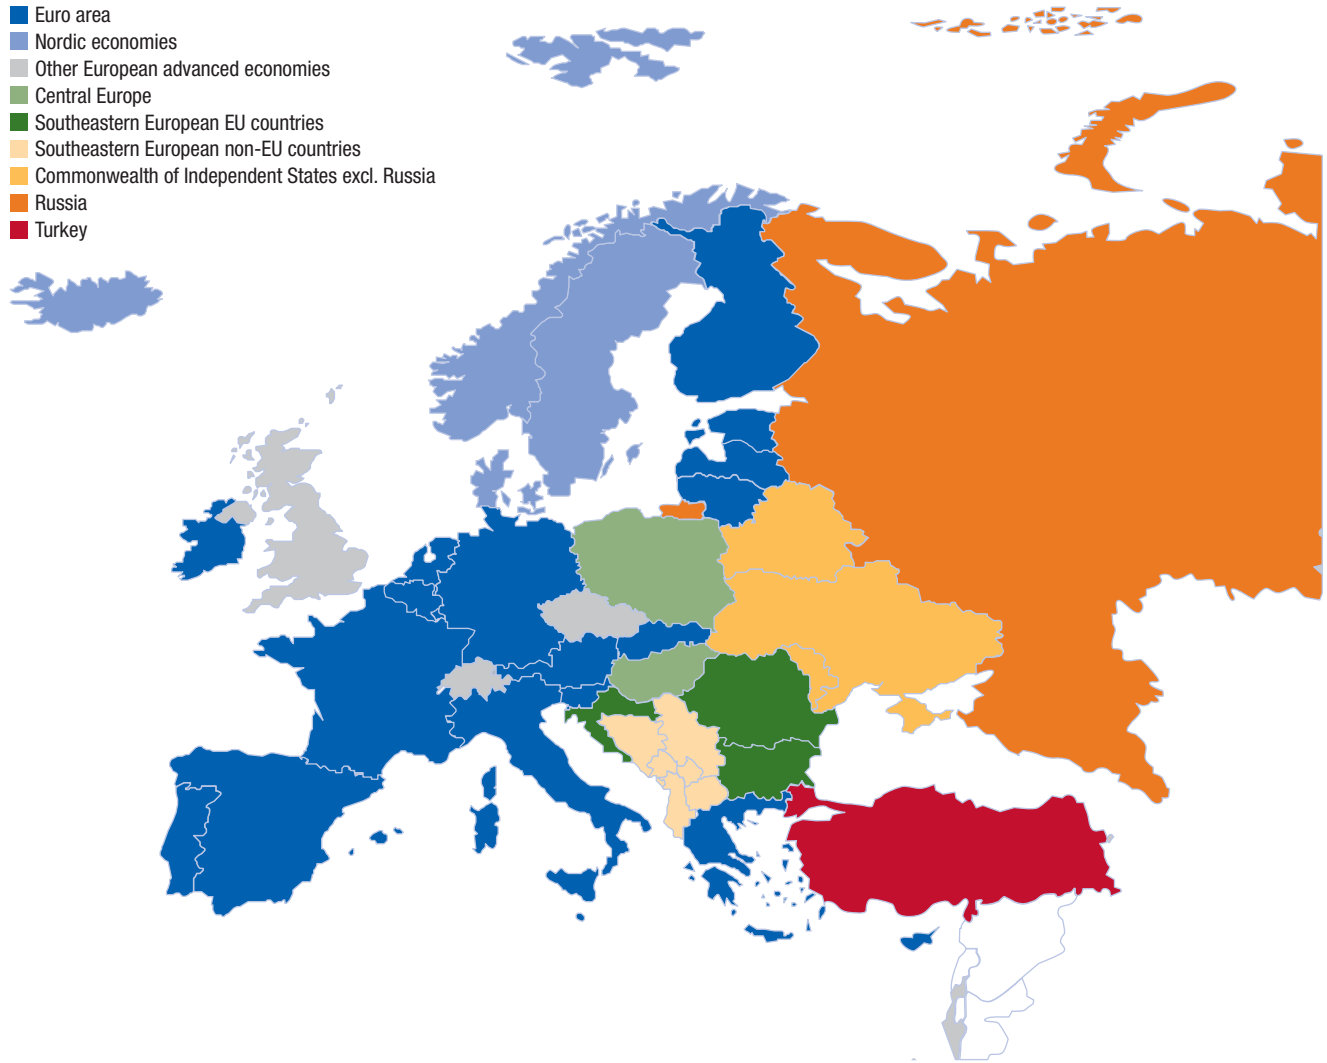 Euro area
Nordic economies
Other European advanced economies
Central Europe
Southeastern European EU countries
Southeastern European non-EU countries
Commonwealth of Independent States excl. Russia
Russia
Turkey